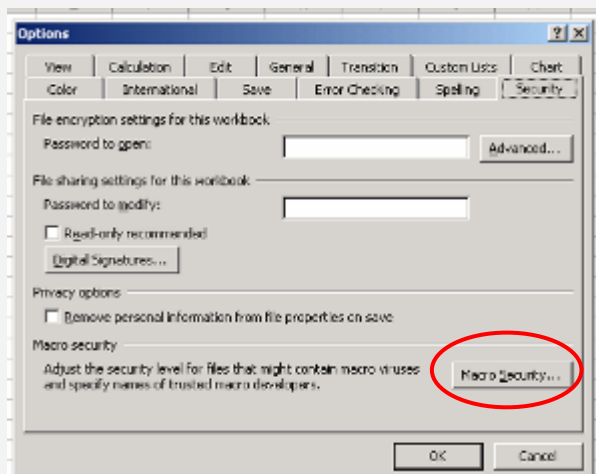 Options
View Calculation Edit General Transition Custom Lists Chart
Color International Save Error Checking Spelling Security
File encryption settings for this workbook
Password to open:
Advanced...
File sharing settings for this workbook
Password to modify:
Read-only recommended
Digital Signatures...
Privacy options
Remove personal information from file properties on save
Macro security
Adjust the security level for files that might contain macro viruses
and specify names of trusted macro developers.
Macro Security...
OK Cancel